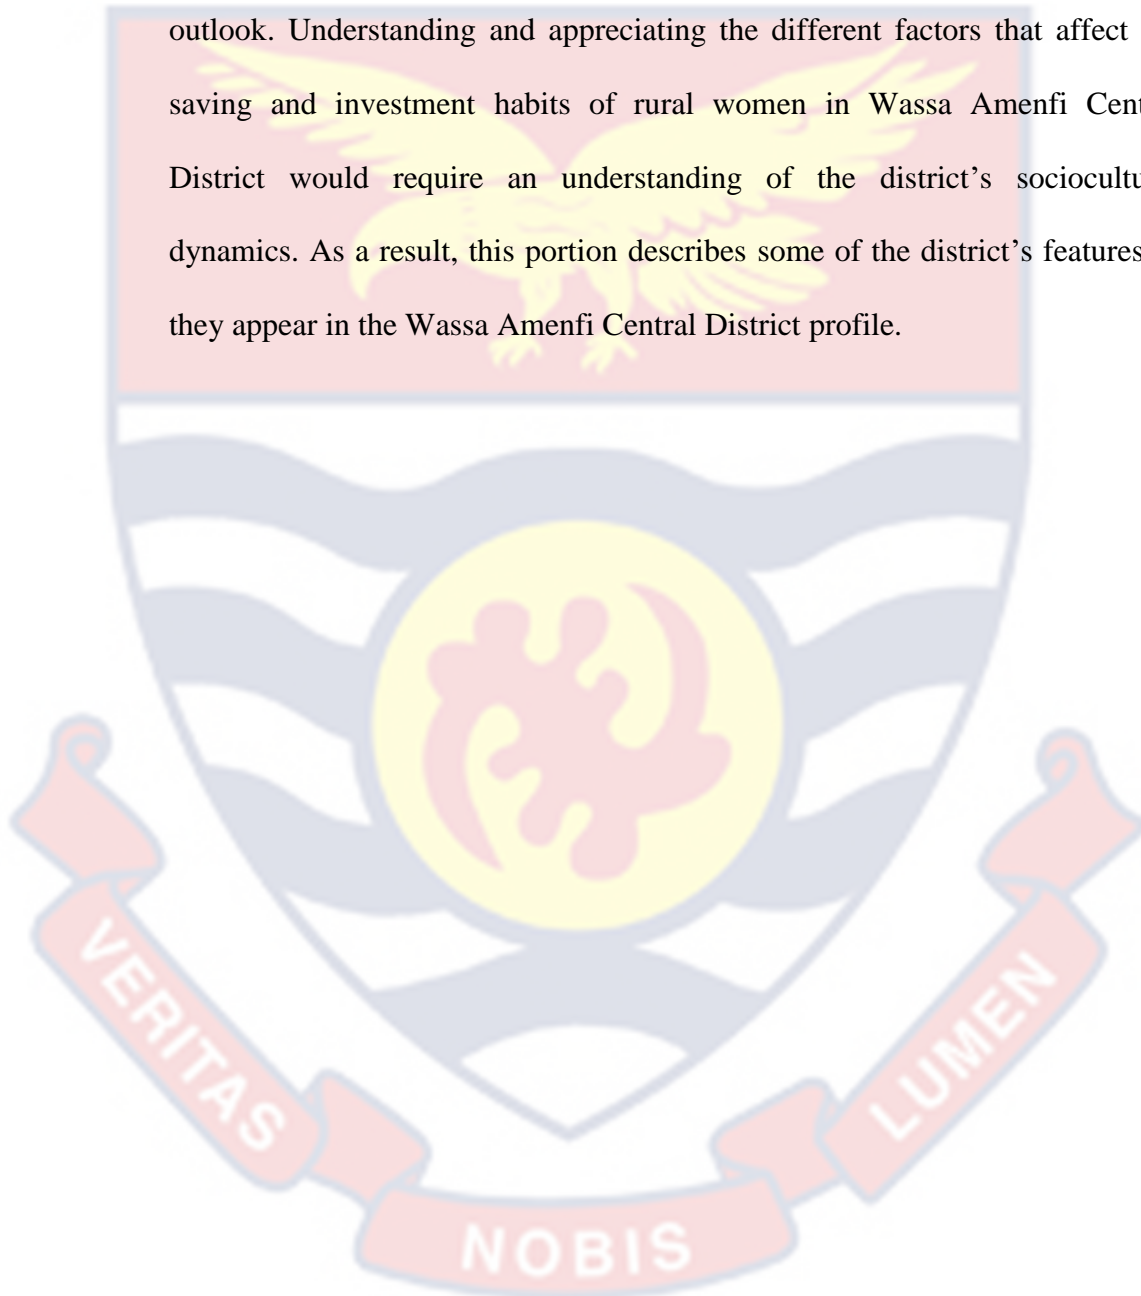 outlook. Understanding and appreciating the different factors that affect
saving and investment habits of rural women in Wassa Amenfi
District would require an understanding of the district's
dynamics. As a result, this portion describes some of the district's features
they appear in the Wassa Amenfi Central District profile.
VERITAS
NOBIS
LUMEN